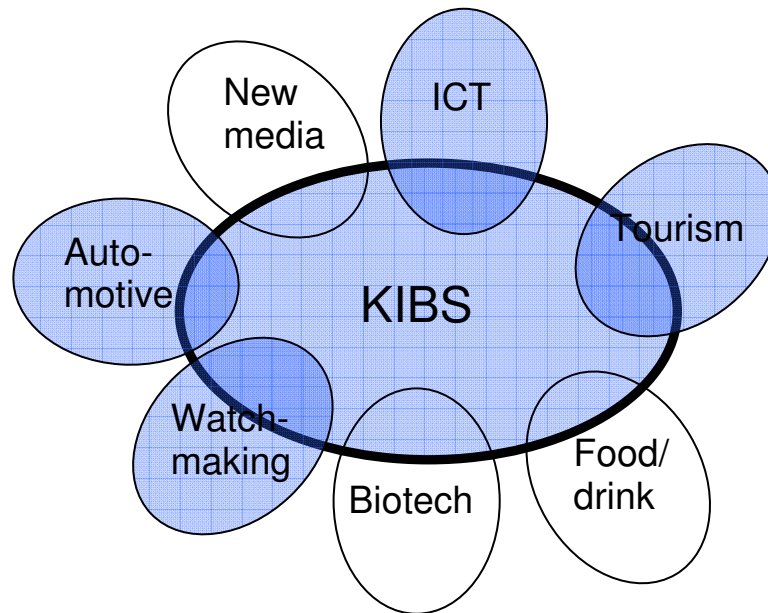 New
media
ICT
Tourism
Auto-
motive
KIBS
Watch-
making
Biotech
Food/
drink